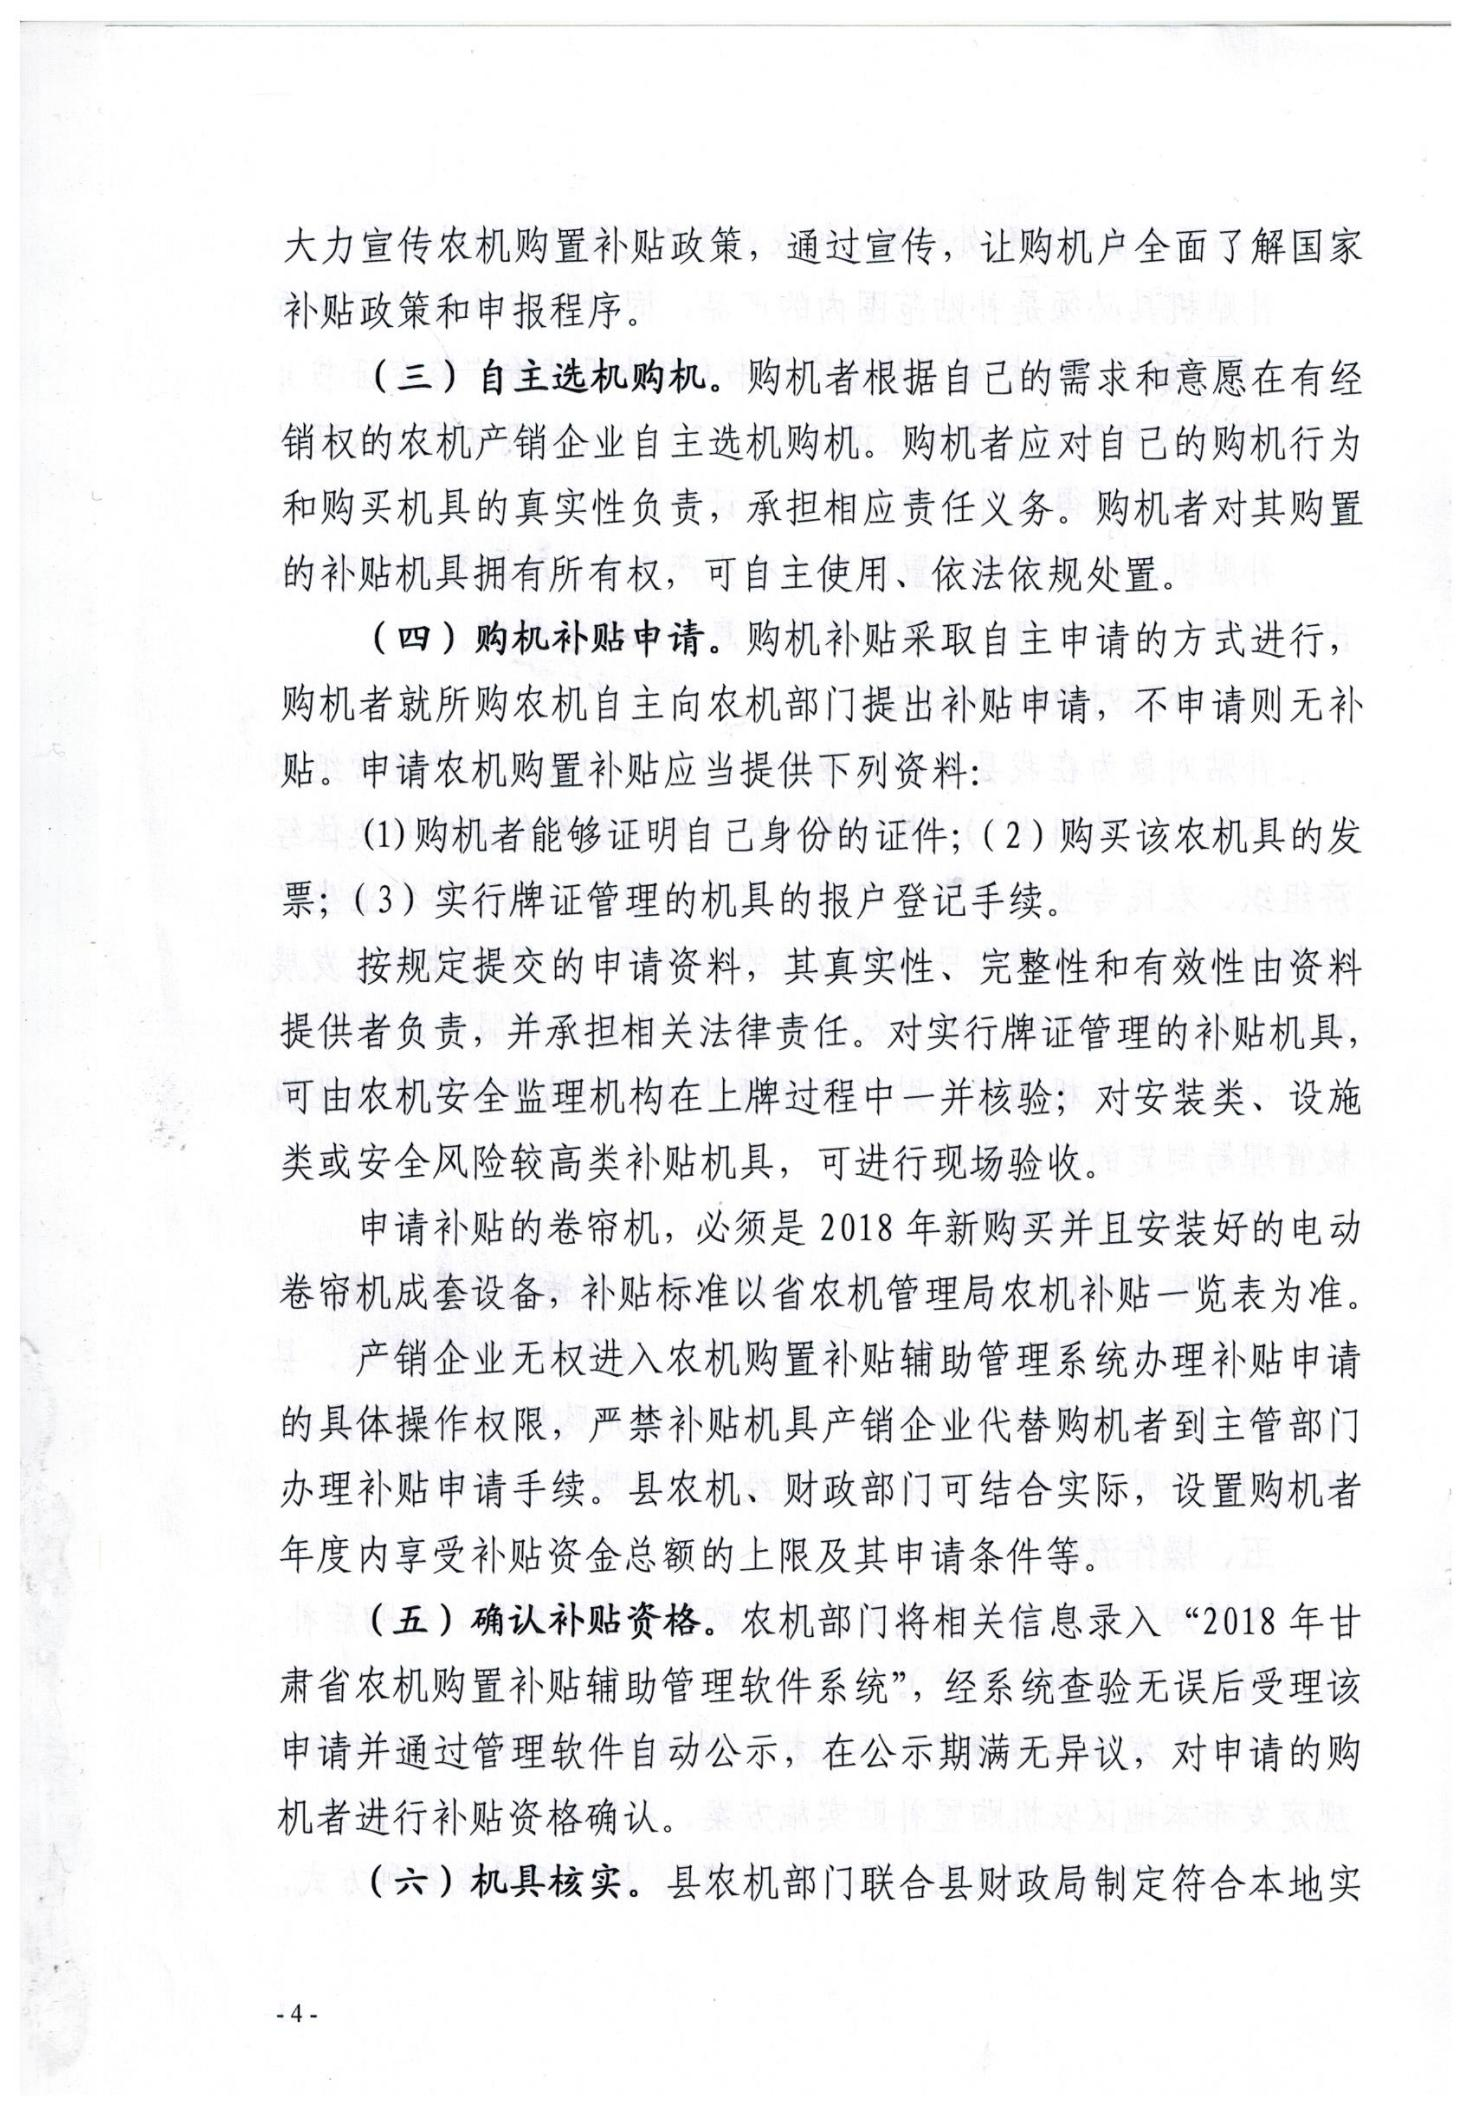 大力宣传农机购置补贴政策，通过宣传，让购机户全面了解国家
补贴政策和申报程序。
（三）自主选机购机。购机者根据自己的需求和意愿在有经
销权的农机产销企业自主选机购机。购机者应对自己的购机行为
和购买机具的真实性负责，承担相应责任义务。购机者对其购置
的补贴机具拥有所有权，可自主使用、依法依规处置。
（四）购机补贴申请。购机补贴采取自主申请的方式进行，
购机者就所购农机自主向农机部门提出补贴申请，不申请则无补
贴。申请农机购置补贴应当提供下列资料：
(1)购机者能够证明自己身份的证件；（2）购买该农机具的发
票；（3）实行牌证管理的机具的报户登记手续。
按规定提交的申请资料，其真实性、完整性和有效性由资料
提供者负责，并承担相关法律责任。对实行牌证管理的补贴机具，
可由农机安全监理机构在上牌过程中一并核验；对安装类、设施
类或安全风险较高类补贴机具，可进行现场验收。
申请补贴的卷帘机，必须是 2018 年新购买并且安装好的电动
卷帘机成套设备，补贴标准以省农机管理局农机补贴一览表为准。
产销企业无权进入农机购置补贴辅助管理系统办理补贴申请
的具体操作权限，严禁补贴机具产销企业代替购机者到主管部门
办理补贴申请手续。县农机、财政部门可结合实际，设置购机者
年度内享受补贴资金总额的上限及其申请条件等。
（五）确认补贴资格。农机部门将相关信息录入“2018 年甘
肃省农机购置补贴辅助管理软件系统”，经系统查验无误后受理该
申请并通过管理软件自动公示，在公示期满无异议，对申请的购
机者进行补贴资格确认。
（六）机具核实。县农机部门联合县财政局制定符合本地实
- 4 -